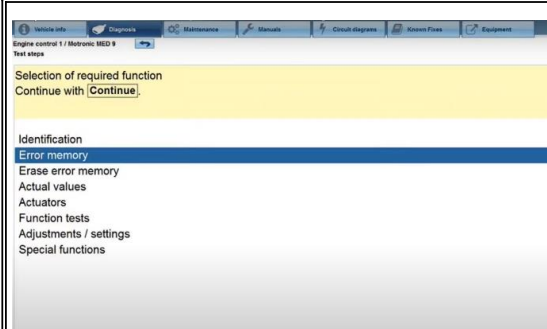 Vehicle info Diagnosis Maintenance Manuals Circuit diagrams Known Fixes Equipment
Engine control 1 / Motronic MED 9
Test steps
Selection of required function
Continue with Continue.
Identification
Error memory
Erase error memory
Actual values
Actuators
Function tests
Adjustments / settings
Special functions